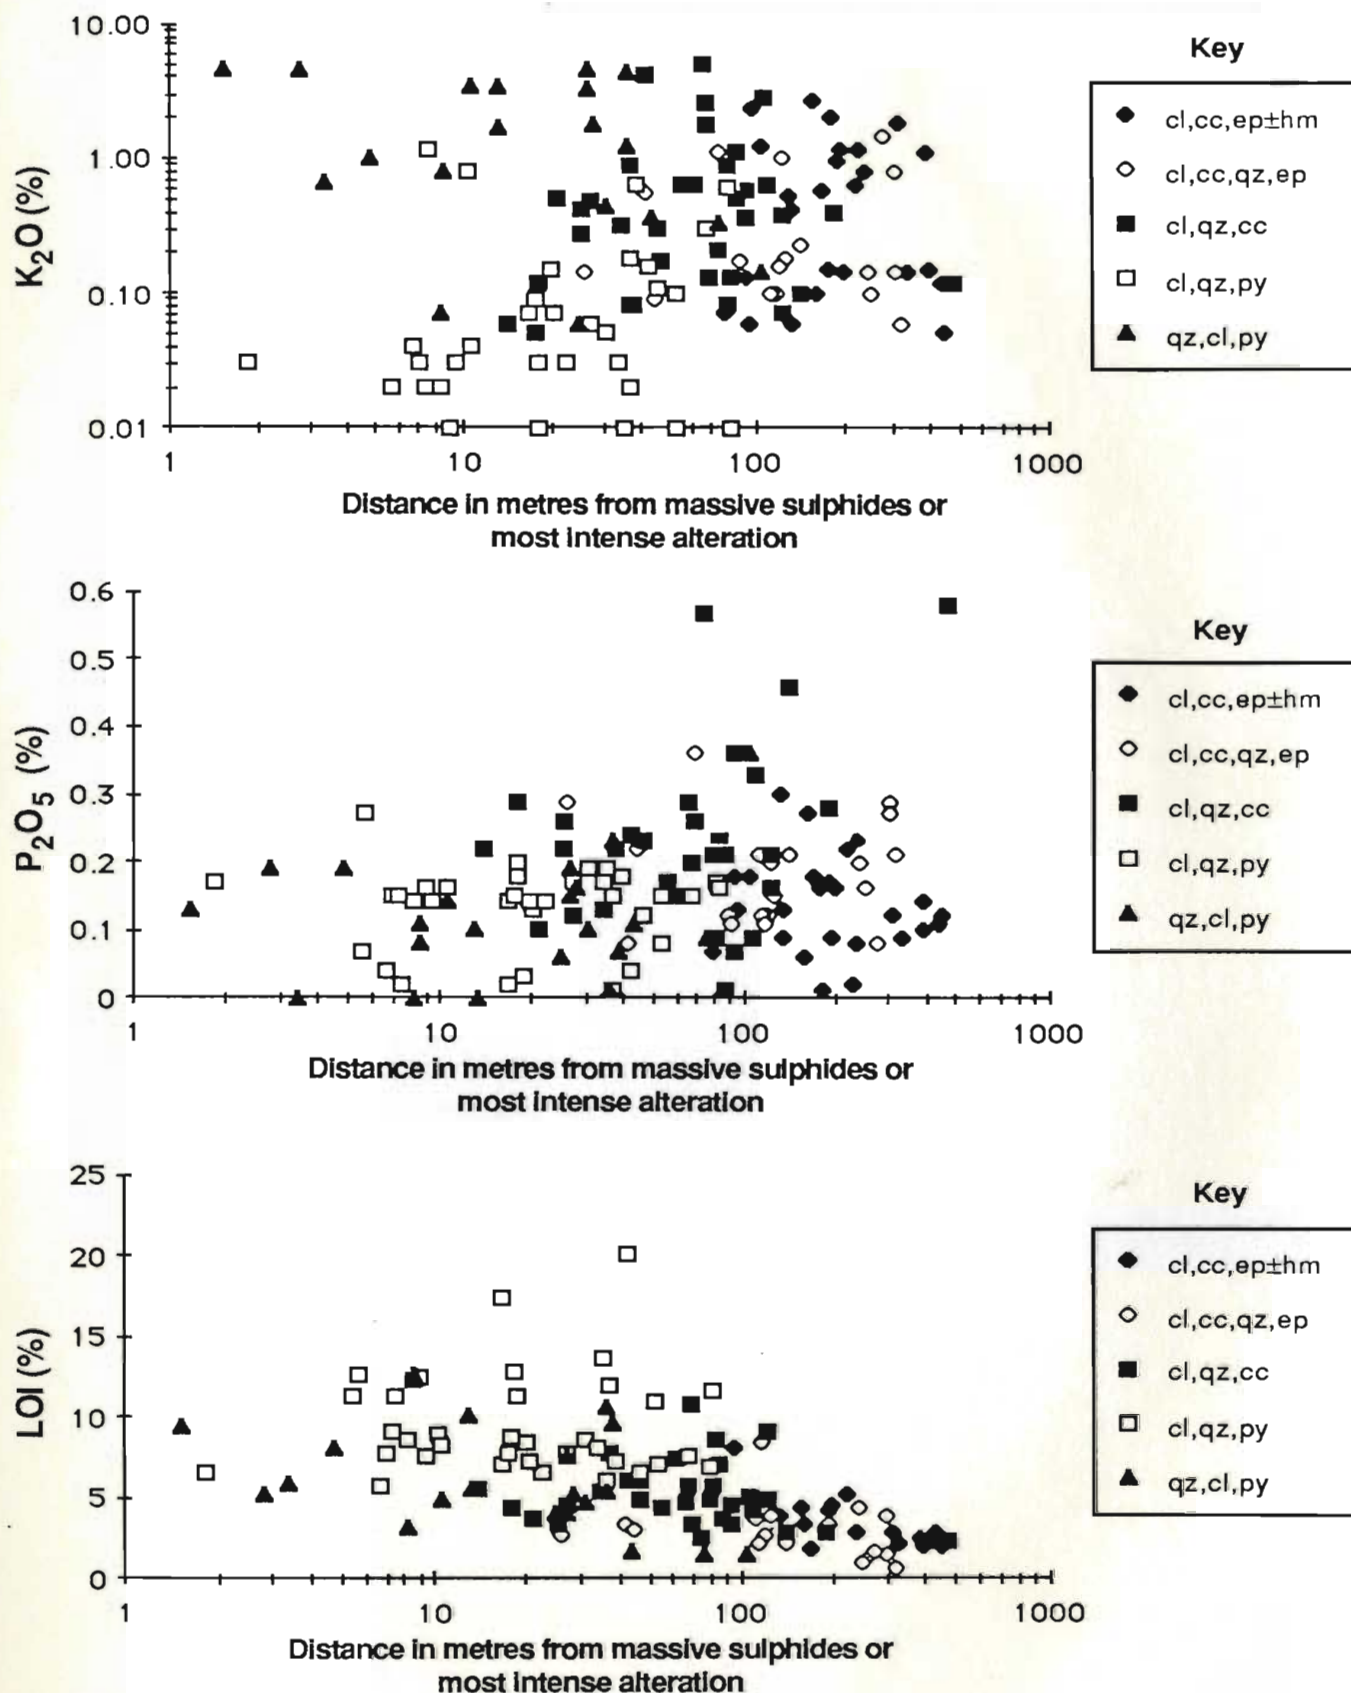 10.00
1.00
0.10
0.01
K2O (%)
1
10
100
1000
Distance in metres from massive sulphides or
most intense alteration
Key
cl,cc,ep±hm
cl,cc,qz,ep
cl,qz,cc
cl,qz,py
qz,cl,py
0.6
0.5
0.4
0.3
0.2
0.1
0
P2O5 (%)
1
10
100
1000
Distance in metres from massive sulphides or
most intense alteration
Key
cl,cc,ep±hm
cl,cc,qz,ep
cl,qz,cc
cl,qz,py
qz,cl,py
25
20
15
10
5
0
LOI (%)
1
10
100
1000
Distance in metres from massive sulphides or
most intense alteration
Key
cl,cc,ep±hm
cl,cc,qz,ep
cl,qz,cc
cl,qz,py
qz,cl,py